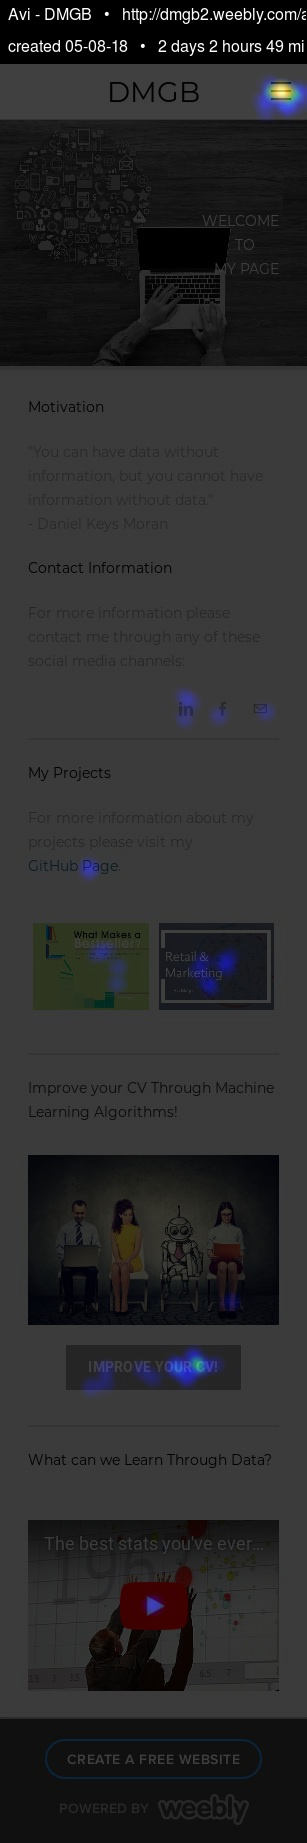 Avi - DMGB • http://dmgb2.weebly.com/a
created 05-08-18 • 2 days 2 hours 49 mi
DMGB
WELCOME
TO
MY PAGE
Motivation
"You can have data without
information, but you cannot have
information without data."
- Daniel Keys Moran
Contact Information
For more information please
contact me through any of these
social media channels:
in f
My Projects
For more information about my
projects please visit my
GitHub Page.
What Makes a
Bestseller?
Retail &
Marketing
Improve your CV Through Machine
Learning Algorithms!
IMPROVE YOUR CV!
What can we Learn Through Data?
The best stats you've ever...
196
CREATE A FREE WEBSITE
POWERED BY weebly